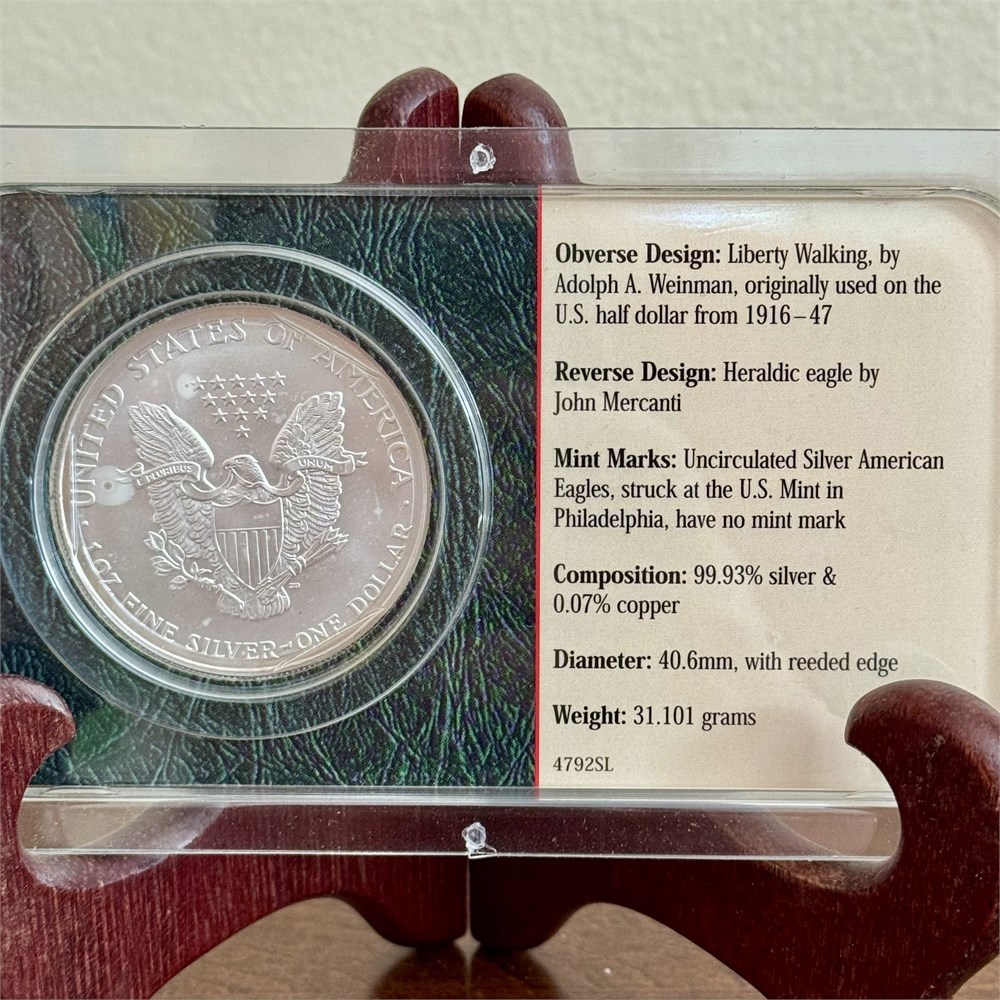 UNITED STATES OF AMERICA
E PLURIBUS UNUM
1 OZ. FINE SILVER–ONE DOLLAR
Obverse Design: Liberty Walking, by
Adolph A. Weinman, originally used on the
U.S. half dollar from 1916–47
Reverse Design: Heraldic eagle by
John Mercanti
Mint Marks: Uncirculated Silver American
Eagles, struck at the U.S. Mint in
Philadelphia, have no mint mark
Composition: 99.93% silver &
0.07% copper
Diameter: 40.6mm, with reeded edge
Weight: 31.101 grams
4792SL